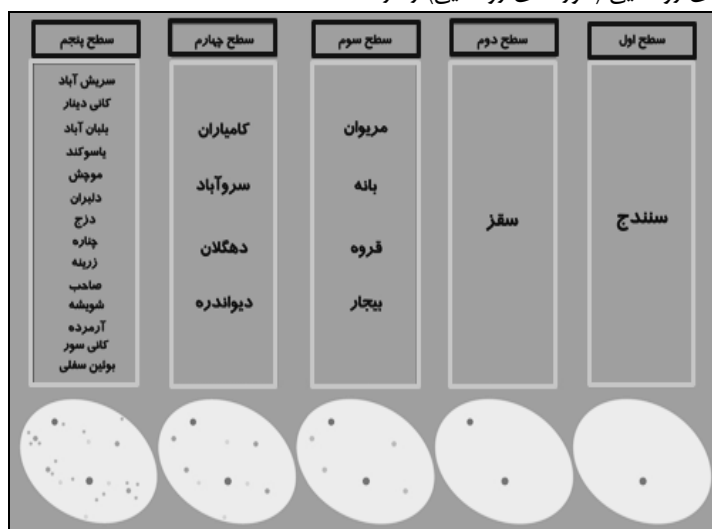 سطح اول
سنندج
سطح دوم
سقز
سطح سوم
مریوان
بانه
قروه
بیجار
سطح چهارم
کامیاران
سروآباد
دهگلان
دیواندره
سطح پنجم
سریش آباد
کانی دینار
بلبان آباد
یاسوکند
موچش
دلبران
دزج
چناره
زرینه
صاحب
شویشه
آرمرده
کانی سور
بوئین سفلی